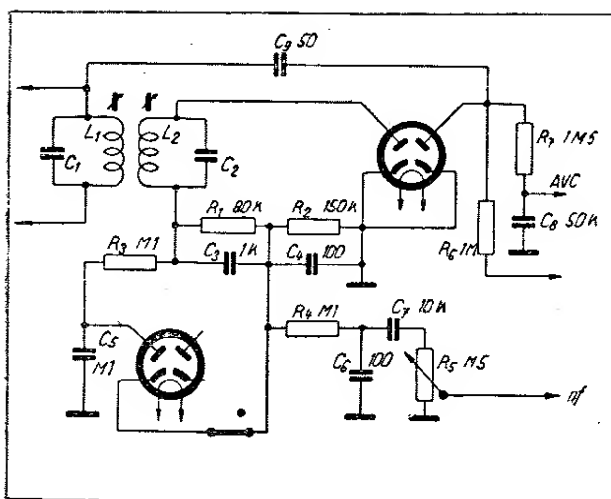 C9 50
L1
L2
C1
C2
R7 1M5
AVC
C8 50K
R1 80K
R2 150K
R6 1M
R3 M1
C3 1K
C4 100
R4 M1
C7 10K
C5
M1
C6
100
R5 M5
nf